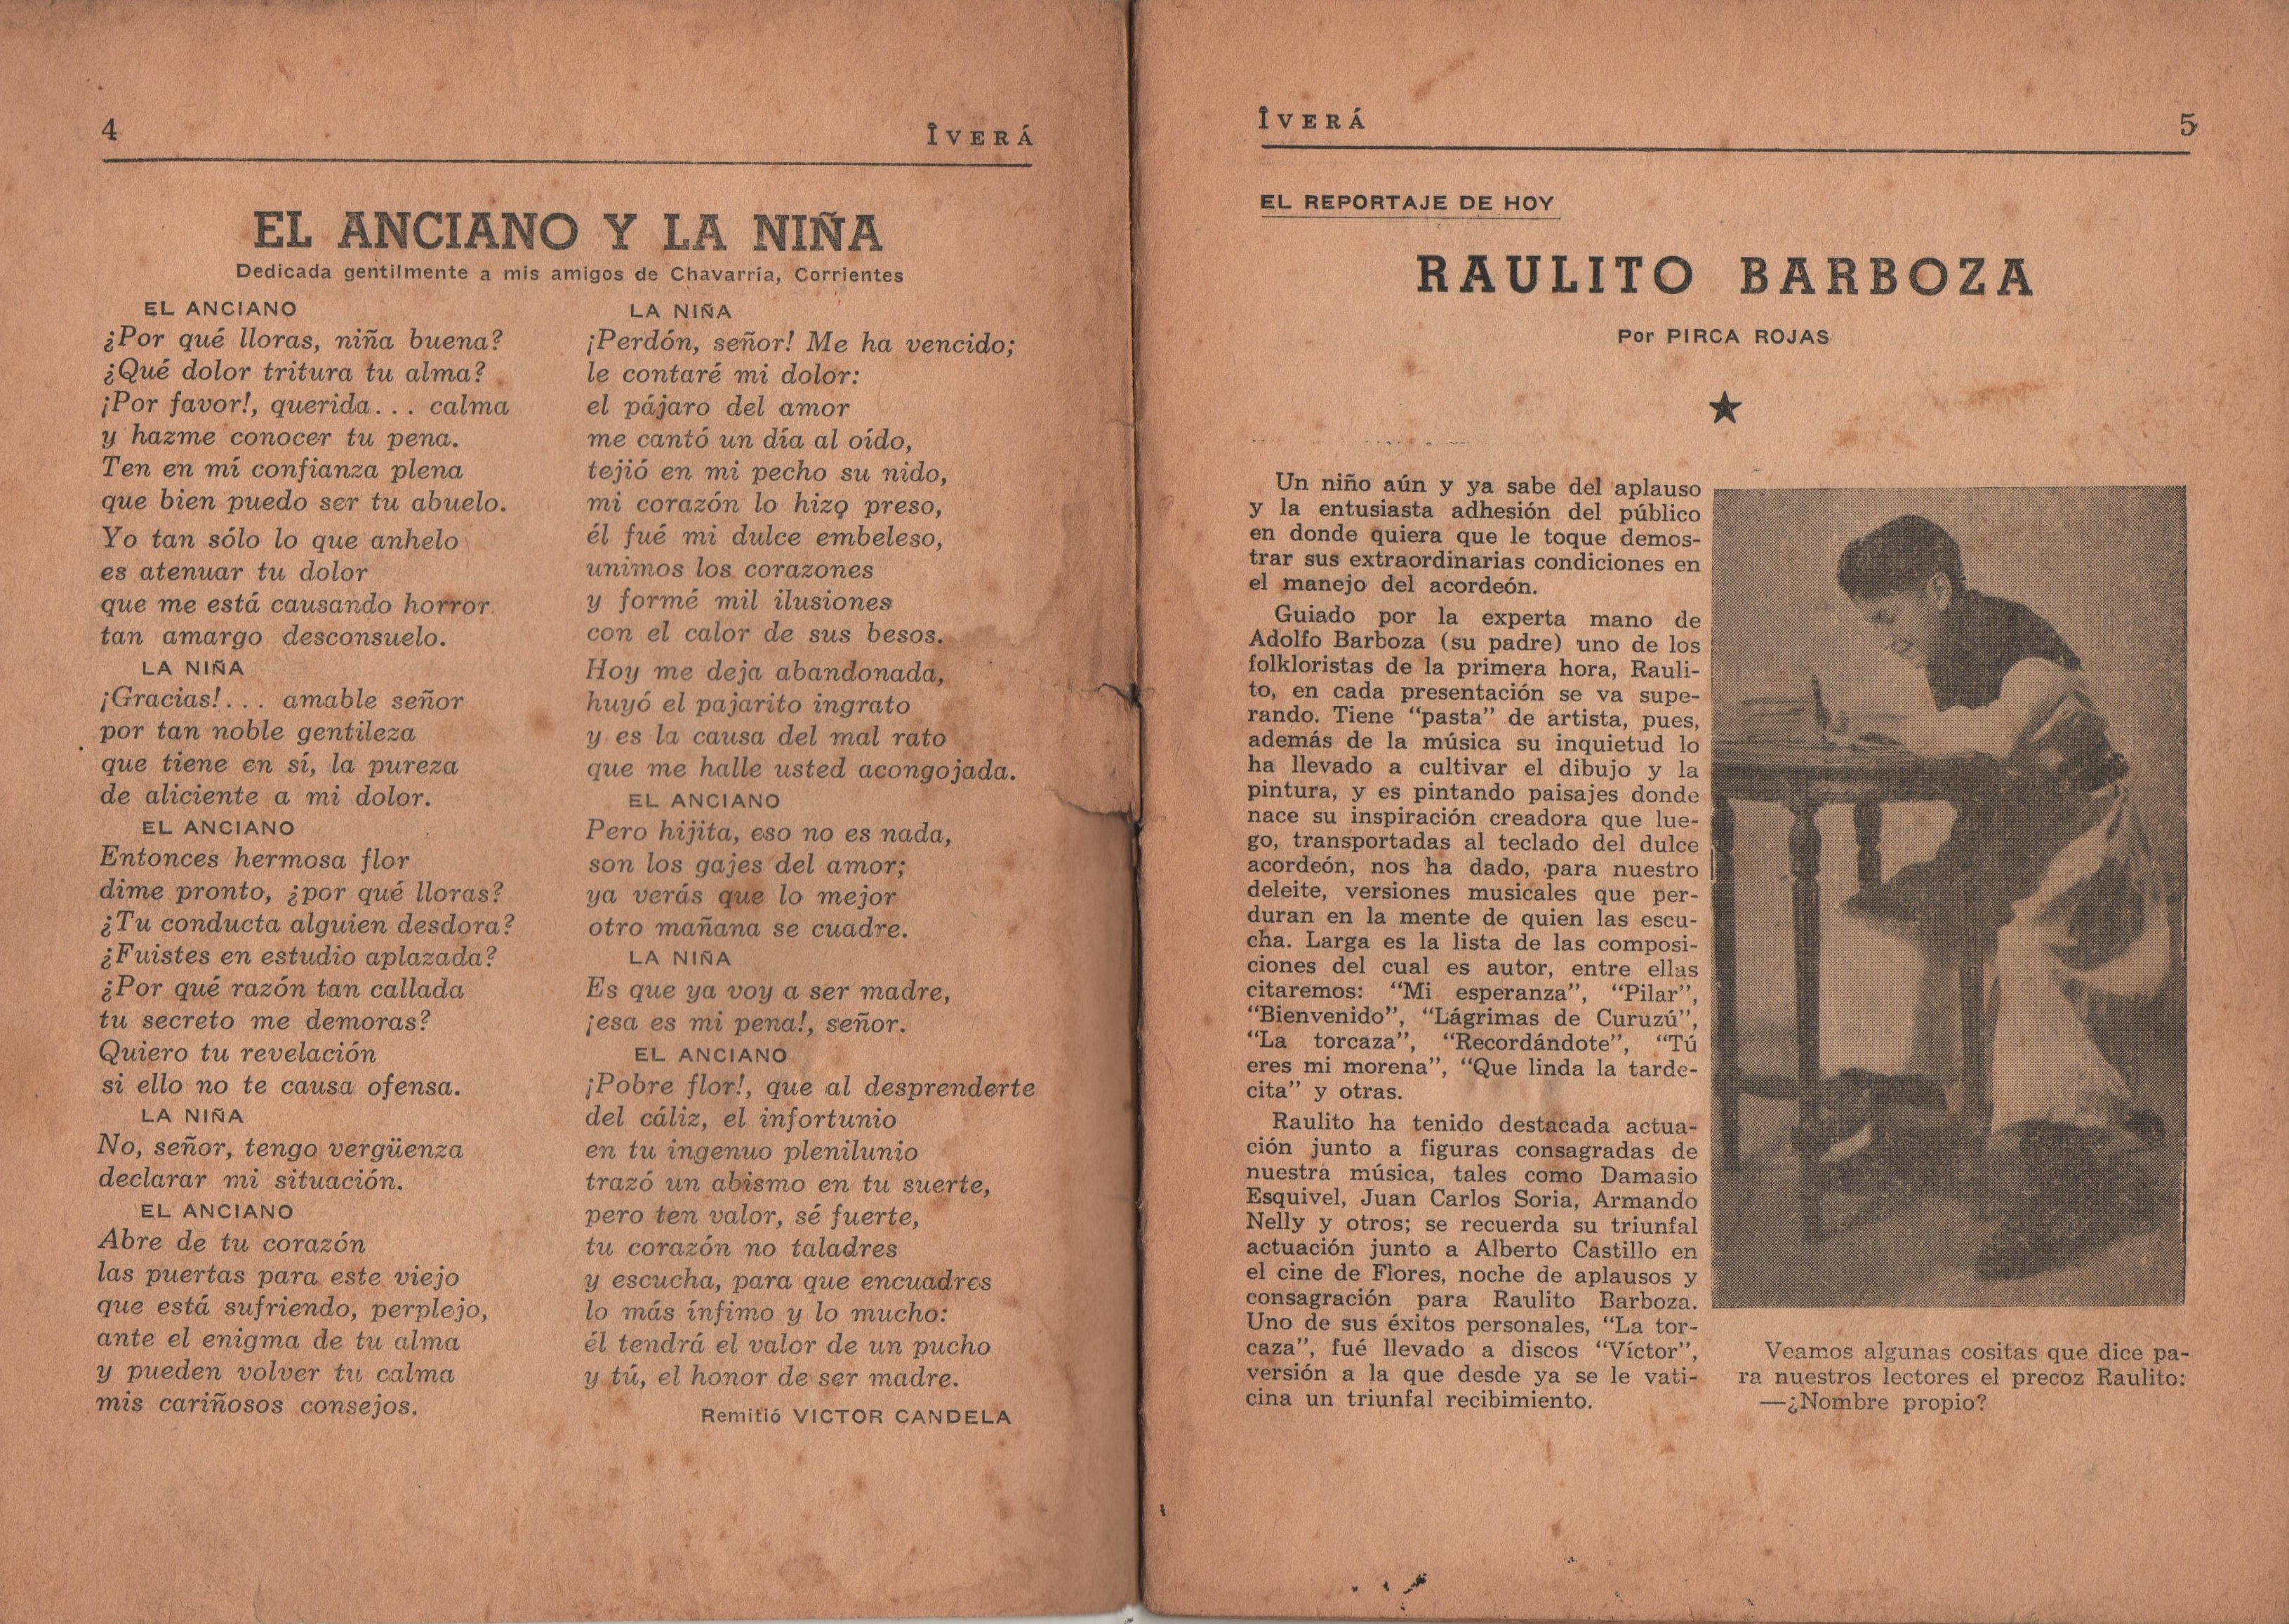 4
ÎVERÁ
EL ANCIANO Y LA NIÑA
Dedicada gentilmente a mis amigos de Chavarría, Corrientes
EL ANCIANO
¿Por qué lloras, niña buena?
¿Qué dolor tritura tu alma?
¡Por favor!, querida... calma
y hazme conocer tu pena.
Ten en mí confianza plena
que bien puedo ser tu abuelo.
Yo tan sólo lo que anhelo
es atenuar tu dolor
que me está causando horror
tan amargo desconsuelo.
LA NIÑA
¡Gracias!... amable señor
por tan noble gentileza
que tiene en sí, la pureza
de aliciente a mi dolor.
EL ANCIANO
Entonces hermosa flor
dime pronto, ¿por qué lloras?
¿Tu conducta alguien desdora?
¿Fuistes en estudio aplazada?
¿Por qué razón tan callada
tu secreto me demoras?
Quiero tu revelación
si ello no te causa ofensa.
LA NIÑA
No, señor, tengo vergüenza
declarar mi situación.
EL ANCIANO
Abre de tu corazón
las puertas para este viejo
que está sufriendo, perplejo,
ante el enigma de tu alma
y pueden volver tu calma
mis cariñosos consejos.
LA NIÑA
¡Perdón, señor! Me ha vencido;
le contaré mi dolor:
el pájaro del amor
me cantó un día al oído,
tejió en mi pecho su nido,
mi corazón lo hizo preso,
él fué mi dulce embeleso,
unimos los corazones
y formé mil ilusiones
con el calor de sus besos.
Hoy me deja abandonada,
huyó el pajarito ingrato
y es la causa del mal rato
que me halle usted acongojada.
EL ANCIANO
Pero hijita, eso no es nada,
son los gajes del amor;
ya verás que lo mejor
otro mañana se cuadre.
LA NIÑA
Es que ya voy a ser madre,
¡esa es mi pena!, señor.
EL ANCIANO
¡Pobre flor!, que al desprenderte
del cáliz, el infortunio
en tu ingenuo plenilunio
trazó un abismo en tu suerte,
pero ten valor, sé fuerte,
tu corazón no taladres
y escucha, para que encuadres
lo más ínfimo y lo mucho:
él tendrá el valor de un pucho
y tú, el honor de ser madre.
Remitió VICTOR CANDELA
ÎVERÁ
5
EL REPORTAJE DE HOY
RAULITO BARBOZA
Por PIRCA ROJAS
Un niño aún y ya sabe del aplauso
y la entusiasta adhesión del público
en donde quiera que le toque demos-
trar sus extraordinarias condiciones en
el manejo del acordeón.
Guiado por la experta mano de
Adolfo Barboza (su padre) uno de los
folkloristas de la primera hora, Rauli-
to, en cada presentación se va supe-
rando. Tiene "pasta" de artista, pues,
además de la música su inquietud lo
ha llevado a cultivar el dibujo y la
pintura, y es pintando paisajes donde
nace su inspiración creadora que lue-
go, transportadas al teclado del dulce
acordeón, nos ha dado, para nuestro
deleite, versiones musicales que per-
duran en la mente de quien las escu-
cha. Larga es la lista de las composi-
ciones del cual es autor, entre ellas
citaremos: "Mi esperanza", "Pilar",
"Bienvenido", "Lágrimas de Curuzú",
"La torcaza", "Recordándote", "Tú
eres mi morena", "Que linda la tarde-
cita" y otras.
Raulito ha tenido destacada actua-
ción junto a figuras consagradas de
nuestra música, tales como Damasio
Esquivel, Juan Carlos Soria, Armando
Nelly y otros; se recuerda su triunfal
actuación junto a Alberto Castillo en
el cine de Flores, noche de aplausos y
consagración para Raulito Barboza.
Uno de sus éxitos personales, "La tor-
caza", fué llevado a discos "Víctor",
versión a la que desde ya se le vati-
cina un triunfal recibimiento.
Veamos algunas cositas que dice pa-
ra nuestros lectores el precoz Raulito:
—¿Nombre propio?